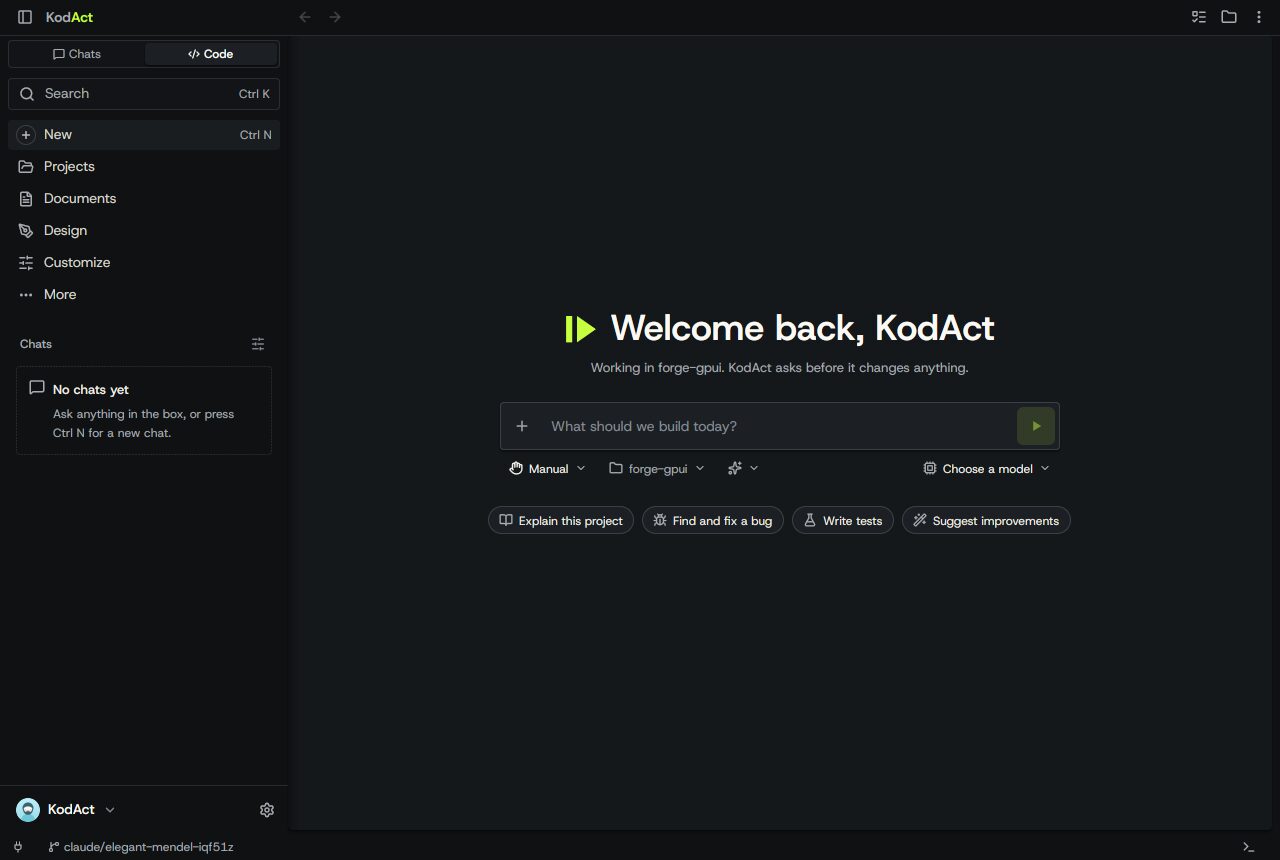 KodAct
Chats
Code
Search Ctrl K
New Ctrl N
Projects
Documents
Design
Customize
More
Chats
No chats yet
Ask anything in the box, or press
Ctrl N for a new chat.
KodAct
claude/elegant-mendel-iqf51z
Welcome back, KodAct
Working in forge-gpui. KodAct asks before it changes anything.
What should we build today?
Manual forge-gpui Choose a model
Explain this project Find and fix a bug Write tests Suggest improvements